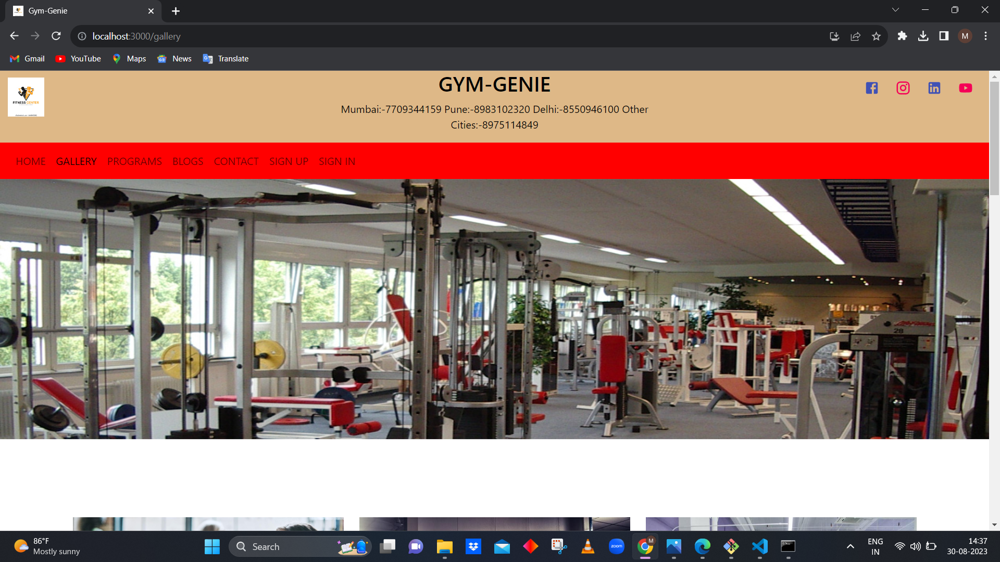 Gym-Genie
localhost:3000/gallery
M
Gmail
YouTube
Maps
News
Translate
FITNESS CENTER
GYM-GENIE
Mumbai:-7709344159 Pune:-8983102320 Delhi:-8550946100 Other
Cities:-8975114849
HOME
GALLERY
PROGRAMS
BLOGS
CONTACT
SIGN UP
SIGN IN
28
86°F
Mostly sunny
Search
zoom
M
ENG
IN
14:37
30-08-2023